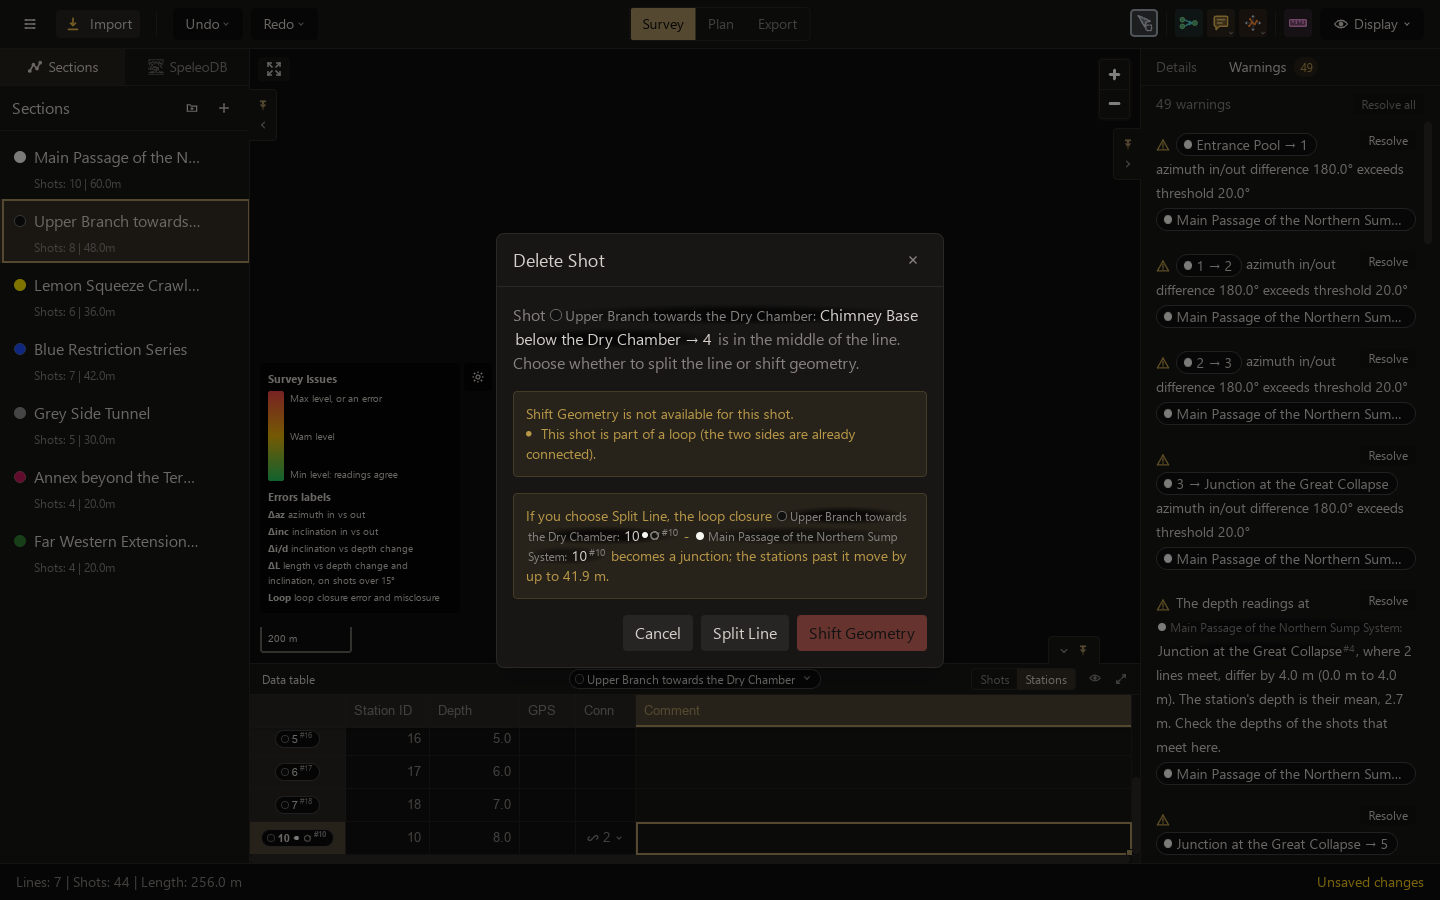 Import
Undo
Redo
Survey
Plan
Export
Display
Sections
SpeleoDB
Sections
Main Passage of the N...
Shots: 10 | 60.0m
Upper Branch towards...
Shots: 8 | 48.0m
Lemon Squeeze Crawl...
Shots: 6 | 36.0m
Blue Restriction Series
Shots: 7 | 42.0m
Grey Side Tunnel
Shots: 5 | 30.0m
Annex beyond the Ter...
Shots: 4 | 20.0m
Far Western Extension...
Shots: 4 | 20.0m
Survey Issues
Max level, or an error
Warn level
Min level: readings agree
Errors labels
Δaz azimuth in vs out
Δinc inclination in vs out
Δi/d inclination vs depth change
ΔL length vs depth change and
inclination, on shots over 15°
Loop loop closure error and misclosure
200 m
Delete Shot
Shot Upper Branch towards the Dry Chamber: Chimney Base
below the Dry Chamber → 4 is in the middle of the line.
Choose whether to split the line or shift geometry.
Shift Geometry is not available for this shot.
• This shot is part of a loop (the two sides are already
connected).
If you choose Split Line, the loop closure Upper Branch towards
the Dry Chamber: 10 #10 - Main Passage of the Northern Sump
System: 10 #10 becomes a junction; the stations past it move by
up to 41.9 m.
Cancel
Split Line
Shift Geometry
Data table
Upper Branch towards the Dry Chamber
Shots
Stations
Station ID Depth GPS Conn Comment
5 #16 16 5.0
6 #17 17 6.0
7 #18 18 7.0
10 #10 10 8.0 2
Details
Warnings 49
49 warnings
Resolve all
Entrance Pool → 1 Resolve
azimuth in/out difference 180.0° exceeds
threshold 20.0°
Main Passage of the Northern Sum...
1 → 2 azimuth in/out Resolve
difference 180.0° exceeds threshold 20.0°
Main Passage of the Northern Sum...
2 → 3 azimuth in/out Resolve
difference 180.0° exceeds threshold 20.0°
Main Passage of the Northern Sum...
Resolve
3 → Junction at the Great Collapse
azimuth in/out difference 180.0° exceeds
threshold 20.0°
Main Passage of the Northern Sum...
The depth readings at Resolve
Main Passage of the Northern Sump System:
Junction at the Great Collapse #4, where 2
lines meet, differ by 4.0 m (0.0 m to 4.0
m). The station's depth is their mean, 2.7
m. Check the depths of the shots that
meet here.
Main Passage of the Northern Sum...
Resolve
Junction at the Great Collapse → 5
Lines: 7 | Shots: 44 | Length: 256.0 m
Unsaved changes